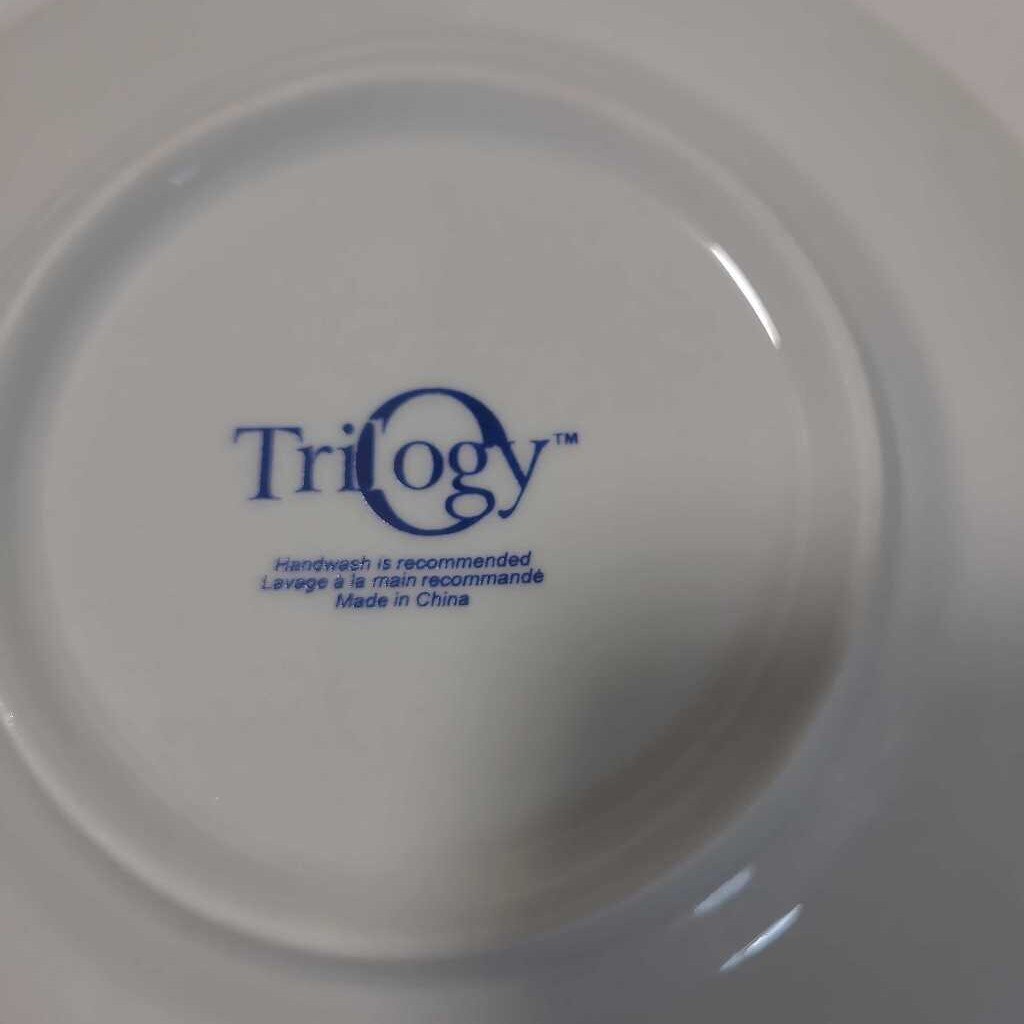 Trilogy™
Handwash is recommended
Lavage à la main recommandé
Made in China